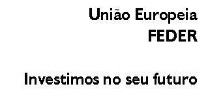 União Europeia
FEDER
Investimos no seu futuro